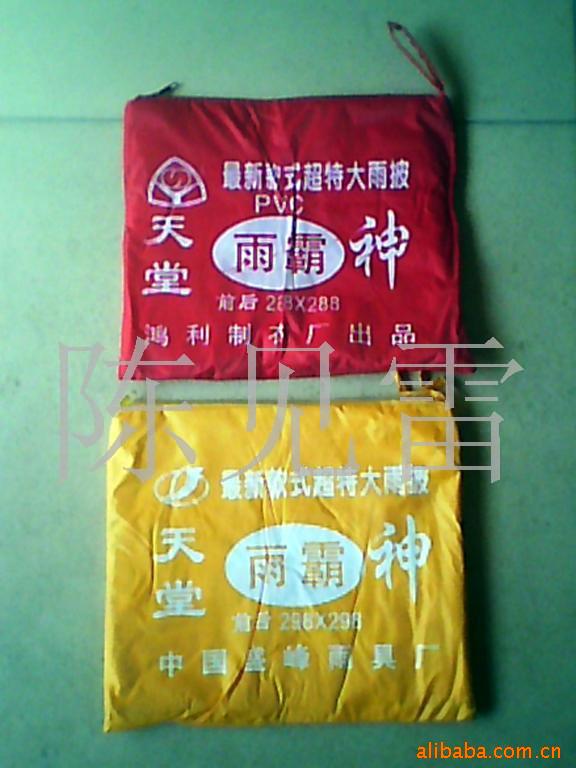 最新款式超特大雨披
PVC
天堂
雨霸
神
前后 288X288
鸿利制衣厂出品
陈见雷
最新款式超特大雨披
天堂
雨霸
神
前后 298X298
中国盛峰雨具厂
alibaba.com.cn